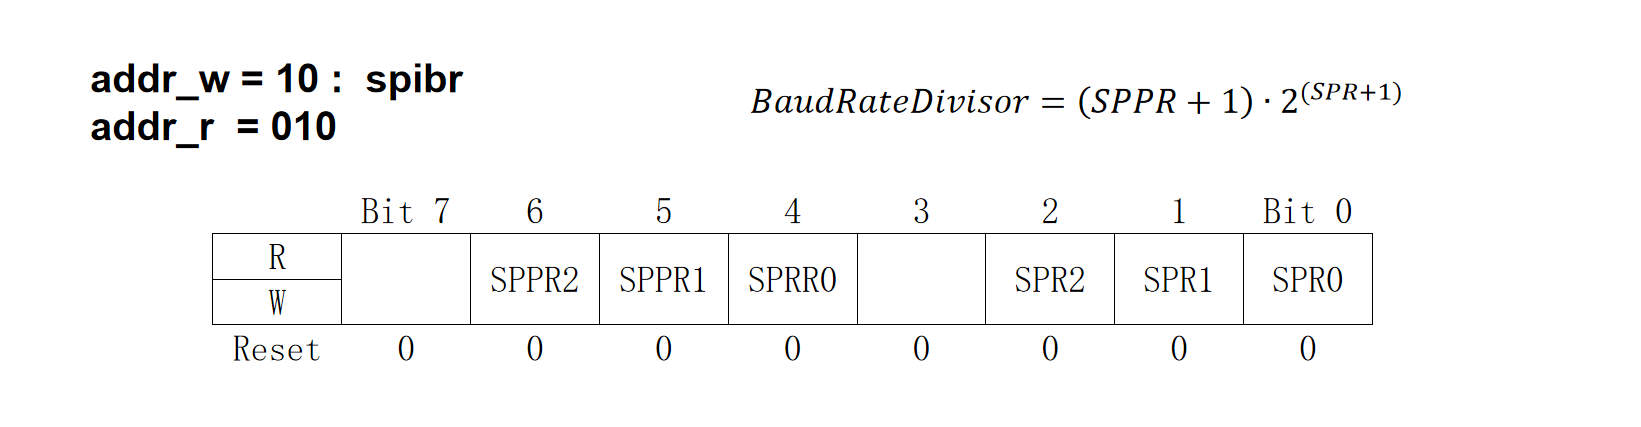 addr_w = 10 : spibr
addr_r = 010
BaudRateDivisor = (SPPR + 1) · 2^(SPR+1)
Bit 7 6 5 4 3 2 1 Bit 0
R
SPPR2 SPPR1 SPRR0 SPR2 SPR1 SPR0
W
Reset 0 0 0 0 0 0 0 0